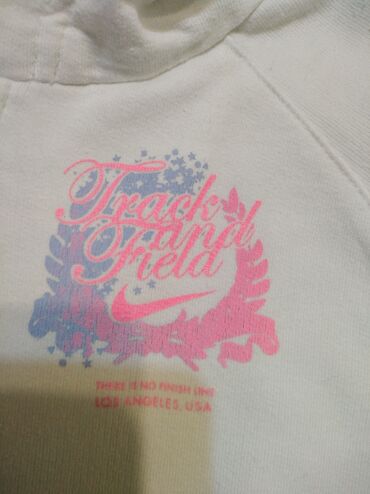 Track
and
Field
THERE IS NO FINISH LINE
LOS ANGELES, USA